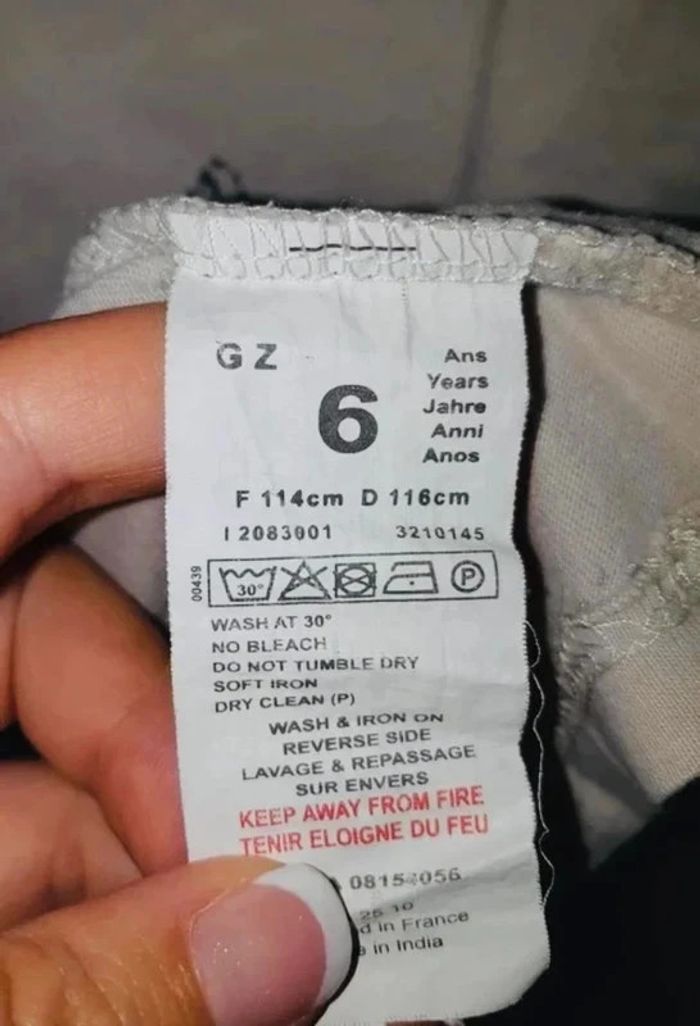 GZ
6
Ans
Years
Jahre
Anni
Anos
F 114cm D 116cm
I 2083001 3210145
00439
30° P
WASH AT 30°
NO BLEACH
DO NOT TUMBLE DRY
SOFT IRON
DRY CLEAN (P)
WASH & IRON ON
REVERSE SIDE
LAVAGE & REPASSAGE
SUR ENVERS
KEEP AWAY FROM FIRE
TENIR ELOIGNE DU FEU
in France
in India